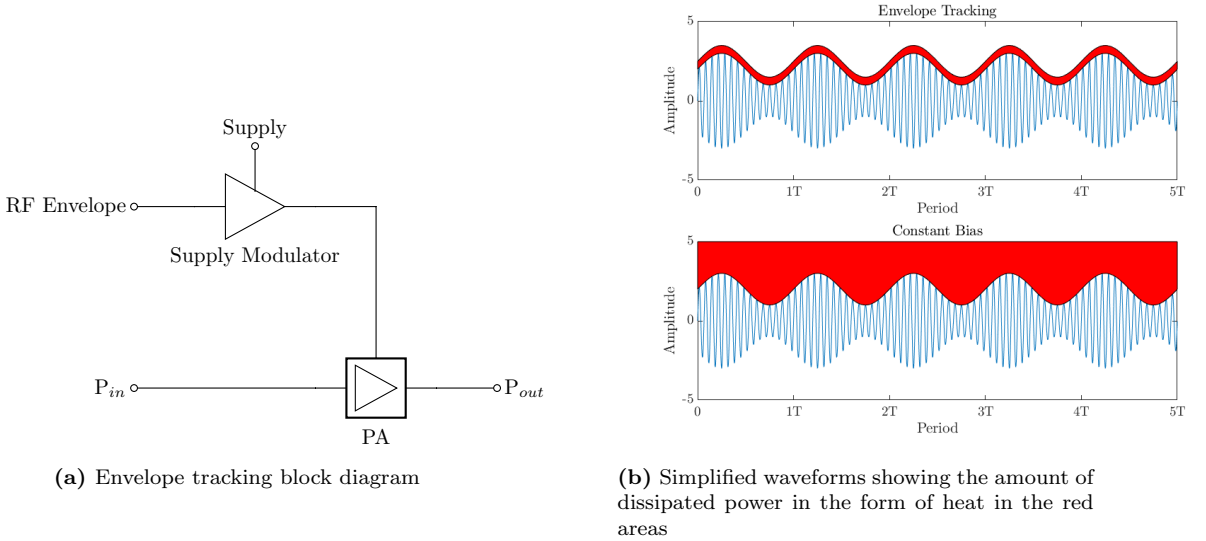 Supply
RF Envelope
Supply Modulator
P_in
P_out
PA
(a) Envelope tracking block diagram
Envelope Tracking
5
0
-5
Amplitude
0 1T 2T 3T 4T 5T
Period
Constant Bias
5
0
-5
Amplitude
0 1T 2T 3T 4T 5T
Period
(b) Simplified waveforms showing the amount of
dissipated power in the form of heat in the red
areas